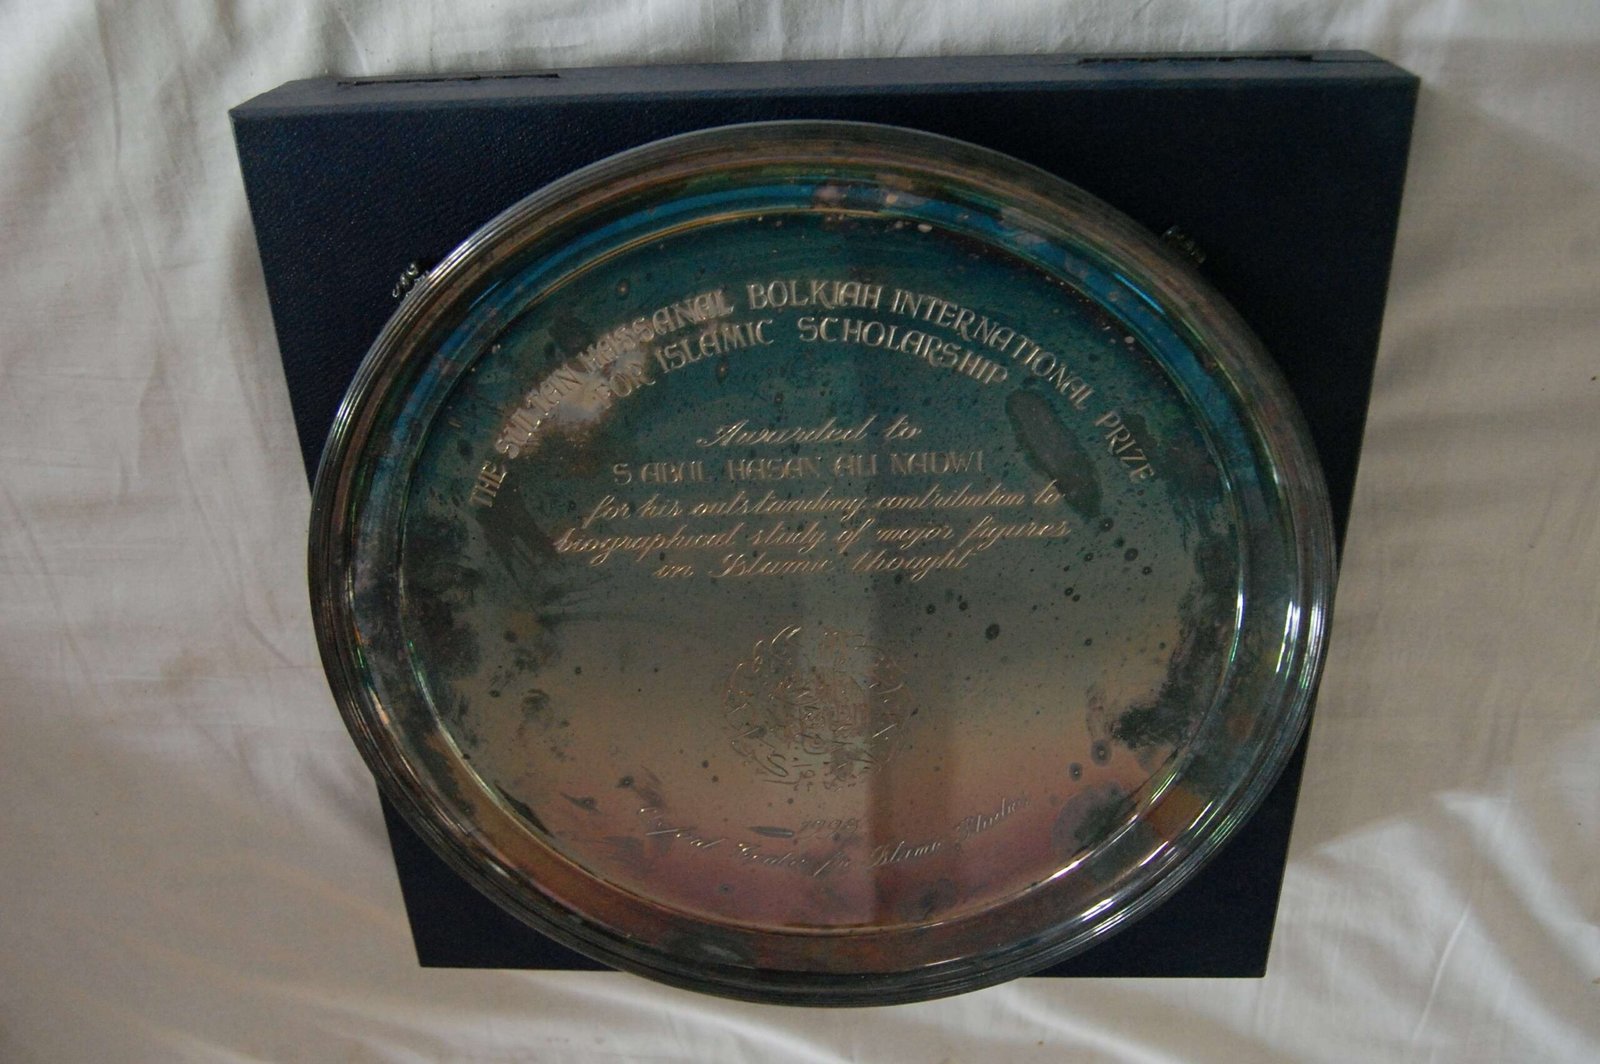 THE SULTAN HASSANAL BOLKIAH INTERNATIONAL PRIZE
FOR ISLAMIC SCHOLARSHIP
Awarded to
S ABUL HASAN ALI NADWI
for his outstanding contribution to
biographical study of major figures
in Islamic thought
Oxford Centre for Islamic Studies